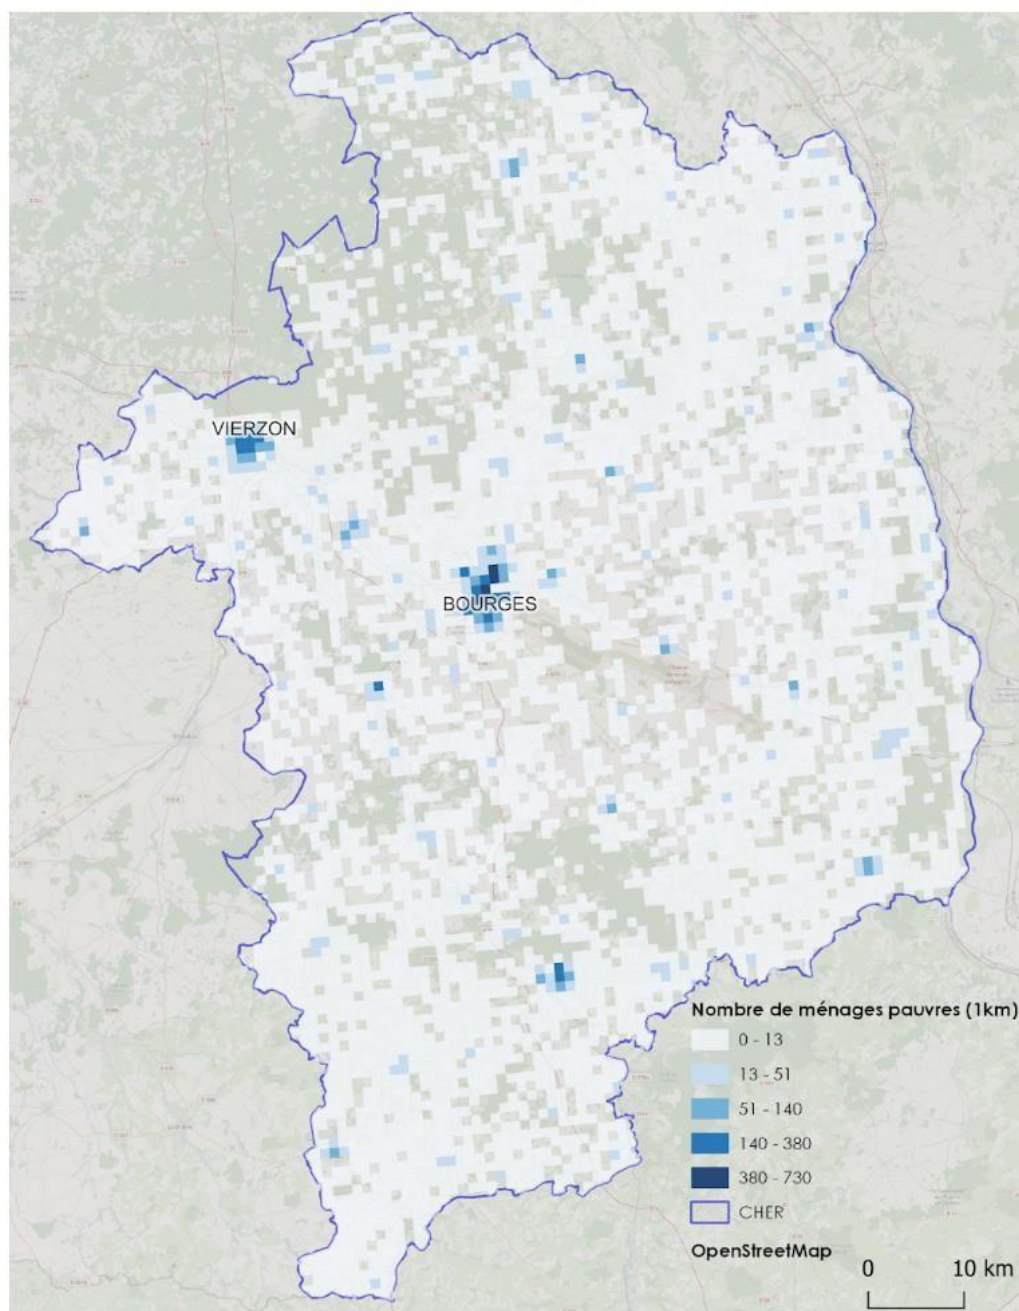 VIERZON
BOURGES
Nombre de ménages pauvres (1km)
0 - 13
13 - 51
51 - 140
140 - 380
380 - 730
CHER
OpenStreetMap
0 10 km